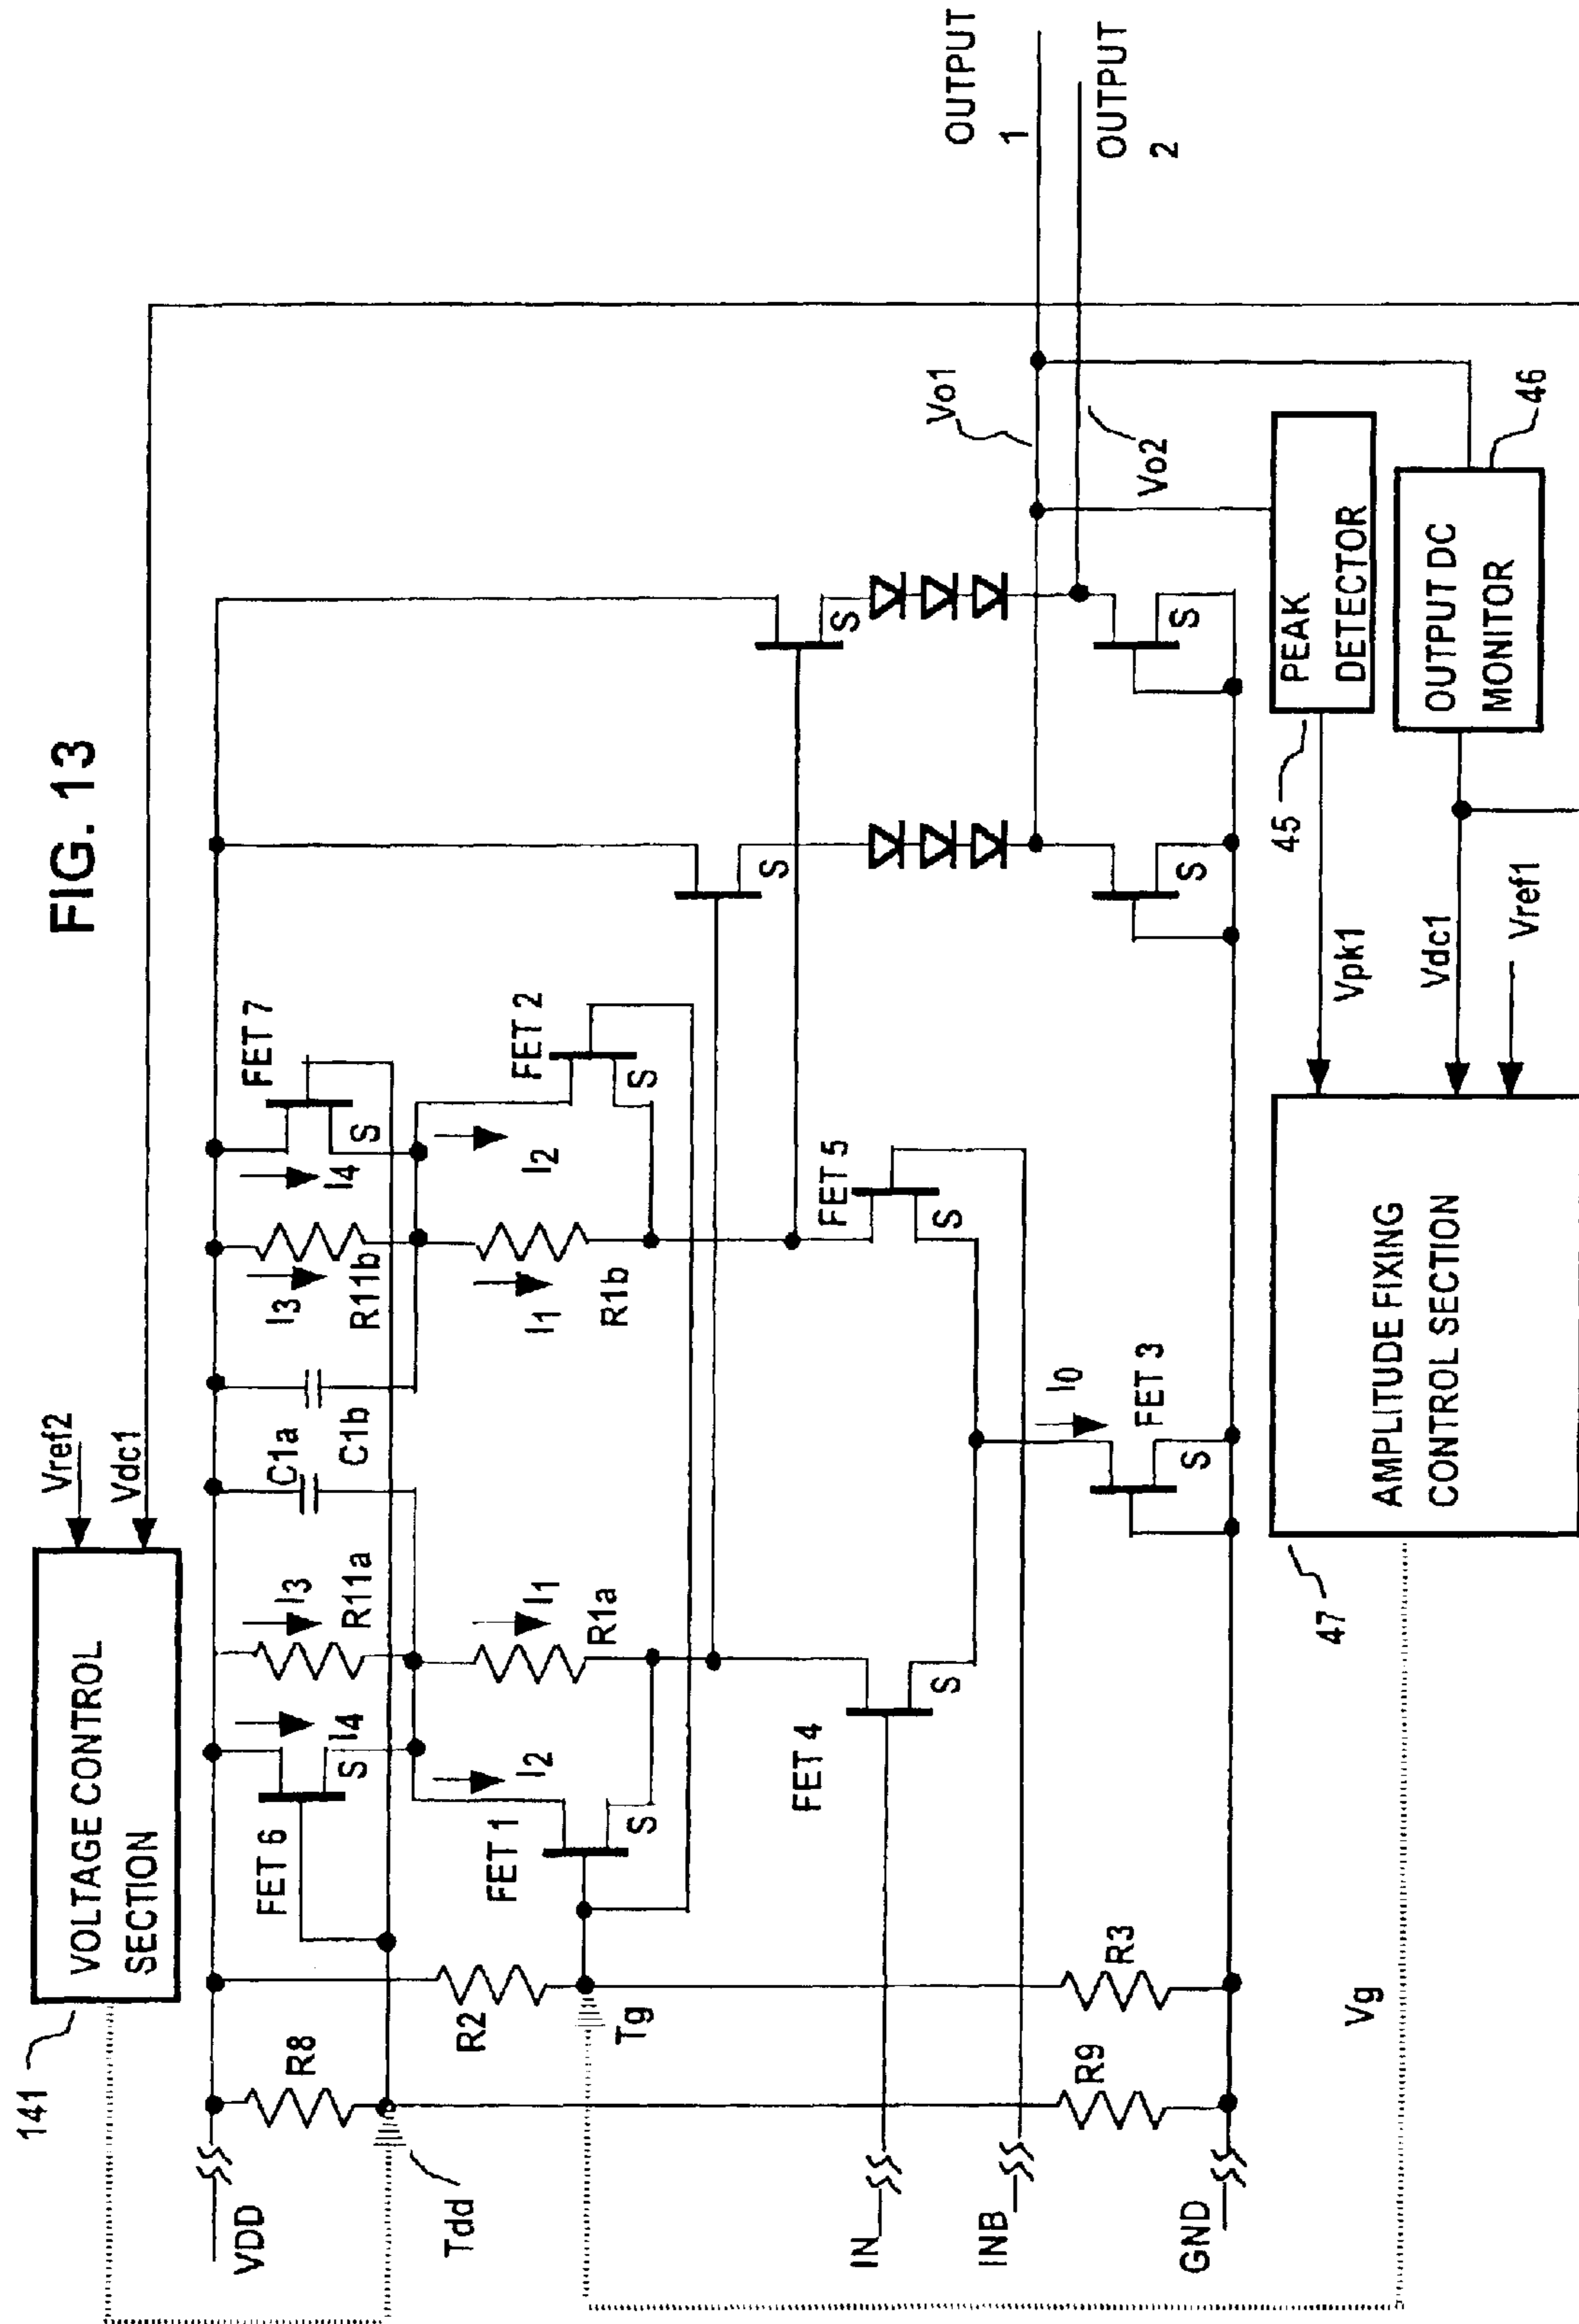 FIG. 13
141
VOLTAGE CONTROL
SECTION
Vref2
Vdc1
VDD
R8
Tdd
FET 6
S
I4
I3
R11a
C1a
C1b
I3
R11b
I4
S
FET 7
R2
Tg
FET 1
S
I2
I1
R1a
I1
R1b
I2
S
FET 2
IN
INB
GND
R9
R3
FET 4
S
FET 5
S
I0
S
FET 3
S
S
S
S
Vo1
Vo2
OUTPUT
1
OUTPUT
2
Vg
47
AMPLITUDE FIXING
CONTROL SECTION
Vpk1
Vdc1
Vref1
45
PEAK
DETECTOR
OUTPUT DC
MONITOR
46